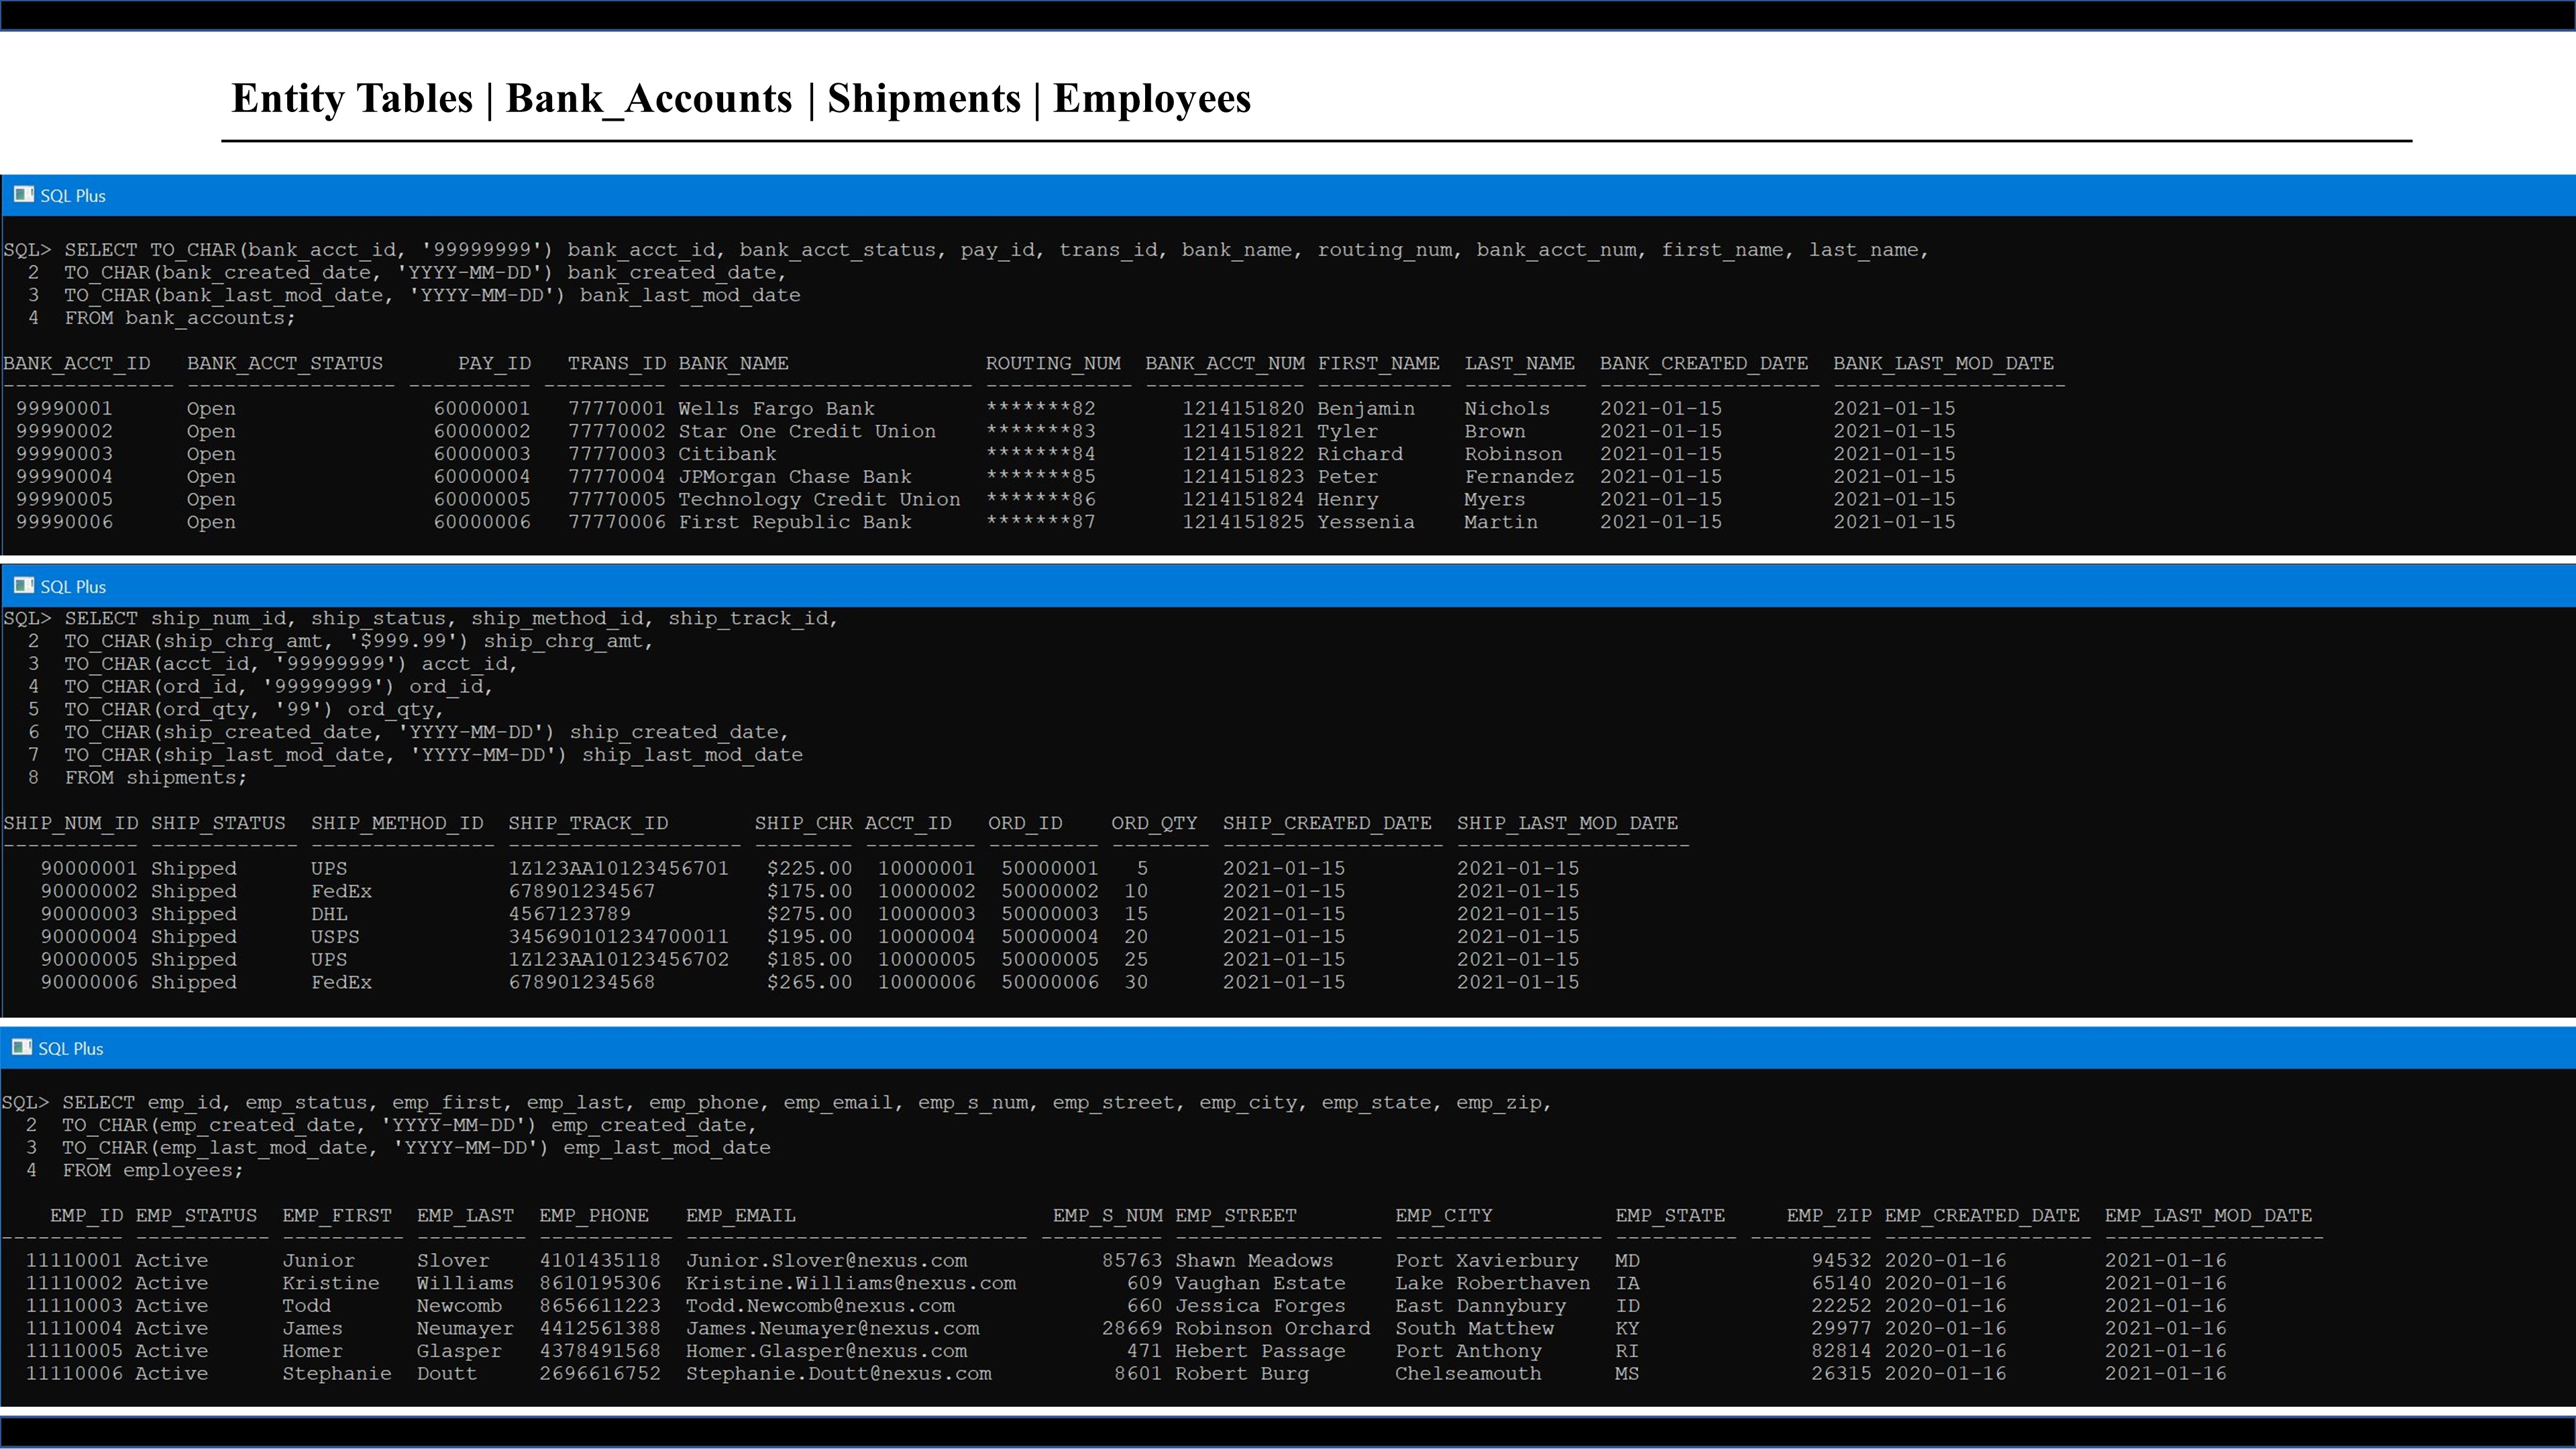 Entity Tables | Bank_Accounts | Shipments | Employees
SQL Plus
SQL> SELECT TO_CHAR(bank_acct_id, '99999999') bank_acct_id, bank_acct_status, pay_id, trans_id, bank_name, routing_num, bank_acct_num, first_name, last_name,
2 TO_CHAR(bank_created_date, 'YYYY-MM-DD') bank_created_date,
3 TO_CHAR(bank_last_mod_date, 'YYYY-MM-DD') bank_last_mod_date
4 FROM bank_accounts;
BANK_ACCT_ID BANK_ACCT_STATUS PAY_ID TRANS_ID BANK_NAME ROUTING_NUM BANK_ACCT_NUM FIRST_NAME LAST_NAME BANK_CREATED_DATE BANK_LAST_MOD_DATE
99990001 Open 60000001 77770001 Wells Fargo Bank *******82 1214151820 Benjamin Nichols 2021-01-15 2021-01-15
99990002 Open 60000002 77770002 Star One Credit Union *******83 1214151821 Tyler Brown 2021-01-15 2021-01-15
99990003 Open 60000003 77770003 Citibank *******84 1214151822 Richard Robinson 2021-01-15 2021-01-15
99990004 Open 60000004 77770004 JPMorgan Chase Bank *******85 1214151823 Peter Fernandez 2021-01-15 2021-01-15
99990005 Open 60000005 77770005 Technology Credit Union *******86 1214151824 Henry Myers 2021-01-15 2021-01-15
99990006 Open 60000006 77770006 First Republic Bank *******87 1214151825 Yessenia Martin 2021-01-15 2021-01-15
SQL Plus
SQL> SELECT ship_num_id, ship_status, ship_method_id, ship_track_id,
2 TO_CHAR(ship_chrg_amt, '$999.99') ship_chrg_amt,
3 TO_CHAR(acct_id, '99999999') acct_id,
4 TO_CHAR(ord_id, '99999999') ord_id,
5 TO_CHAR(ord_qty, '99') ord_qty,
6 TO_CHAR(ship_created_date, 'YYYY-MM-DD') ship_created_date,
7 TO_CHAR(ship_last_mod_date, 'YYYY-MM-DD') ship_last_mod_date
8 FROM shipments;
SHIP_NUM_ID SHIP_STATUS SHIP_METHOD_ID SHIP_TRACK_ID SHIP_CHR ACCT_ID ORD_ID ORD_QTY SHIP_CREATED_DATE SHIP_LAST_MOD_DATE
90000001 Shipped UPS 1Z123AA10123456701 $225.00 10000001 50000001 5 2021-01-15 2021-01-15
90000002 Shipped FedEx 678901234567 $175.00 10000002 50000002 10 2021-01-15 2021-01-15
90000003 Shipped DHL 4567123789 $275.00 10000003 50000003 15 2021-01-15 2021-01-15
90000004 Shipped USPS 345690101234700011 $195.00 10000004 50000004 20 2021-01-15 2021-01-15
90000005 Shipped UPS 1Z123AA10123456702 $185.00 10000005 50000005 25 2021-01-15 2021-01-15
90000006 Shipped FedEx 678901234568 $265.00 10000006 50000006 30 2021-01-15 2021-01-15
SQL Plus
SQL> SELECT emp_id, emp_status, emp_first, emp_last, emp_phone, emp_email, emp_s_num, emp_street, emp_city, emp_state, emp_zip,
2 TO_CHAR(emp_created_date, 'YYYY-MM-DD') emp_created_date,
3 TO_CHAR(emp_last_mod_date, 'YYYY-MM-DD') emp_last_mod_date
4 FROM employees;
EMP_ID EMP_STATUS EMP_FIRST EMP_LAST EMP_PHONE EMP_EMAIL EMP_S_NUM EMP_STREET EMP_CITY EMP_STATE EMP_ZIP EMP_CREATED_DATE EMP_LAST_MOD_DATE
11110001 Active Junior Slover 4101435118 Junior.Slover@nexus.com 85763 Shawn Meadows Port Xavierbury MD 94532 2020-01-16 2021-01-16
11110002 Active Kristine Williams 8610195306 Kristine.Williams@nexus.com 609 Vaughan Estate Lake Roberthaven IA 65140 2020-01-16 2021-01-16
11110003 Active Todd Newcomb 8656611223 Todd.Newcomb@nexus.com 660 Jessica Forges East Dannybury ID 22252 2020-01-16 2021-01-16
11110004 Active James Neumayer 4412561388 James.Neumayer@nexus.com 28669 Robinson Orchard South Matthew KY 29977 2020-01-16 2021-01-16
11110005 Active Homer Glasper 4378491568 Homer.Glasper@nexus.com 471 Hebert Passage Port Anthony RI 82814 2020-01-16 2021-01-16
11110006 Active Stephanie Doutt 2696616752 Stephanie.Doutt@nexus.com 8601 Robert Burg Chelseamouth MS 26315 2020-01-16 2021-01-16